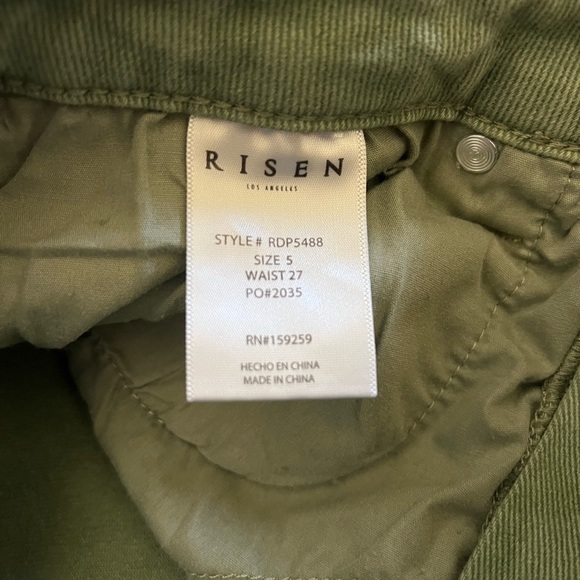 RISEN
LOS ANGELES
STYLE# RDP5488
SIZE 5
WAIST 27
PO#2035
RN#159259
HECHO EN CHINA
MADE IN CHINA